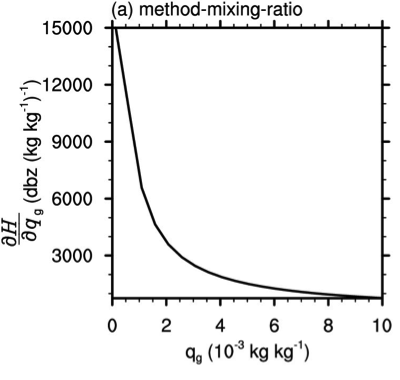 (a) method-mixing-ratio
15000
12000
9000
6000
3000
∂H/∂q_g (dbz (kg kg⁻¹)⁻¹)
0 2 4 6 8 10
q_g (10⁻³ kg kg⁻¹)